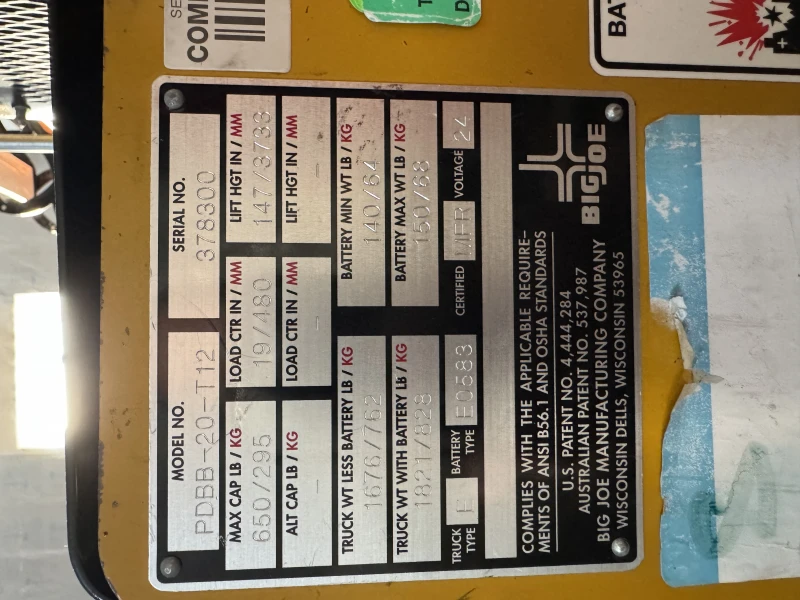 SE
COM
T
D
BAT
MODEL NO.
SERIAL NO.
PDBB-20-T12
378300
MAX CAP LB / KG
LOAD CTR IN / MM
LIFT HGT IN / MM
650/295
19/480
147/3733
ALT CAP LB / KG
LOAD CTR IN / MM
LIFT HGT IN / MM
-
-
-
TRUCK WT LESS BATTERY LB / KG
BATTERY MIN WT LB / KG
1676/762
140/64
TRUCK WT WITH BATTERY LB / KG
BATTERY MAX WT LB / KG
1821/828
150/68
TRUCK TYPE E BATTERY TYPE E0583 CERTIFIED MFR VOLTAGE 24
COMPLIES WITH THE APPLICABLE REQUIRE-
MENTS OF ANSI B56.1 AND OSHA STANDARDS
U.S. PATENT NO. 4,444,284
AUSTRALIAN PATENT NO. 537,987
BIG JOE MANUFACTURING COMPANY
WISCONSIN DELLS, WISCONSIN 53965
BIG JOE